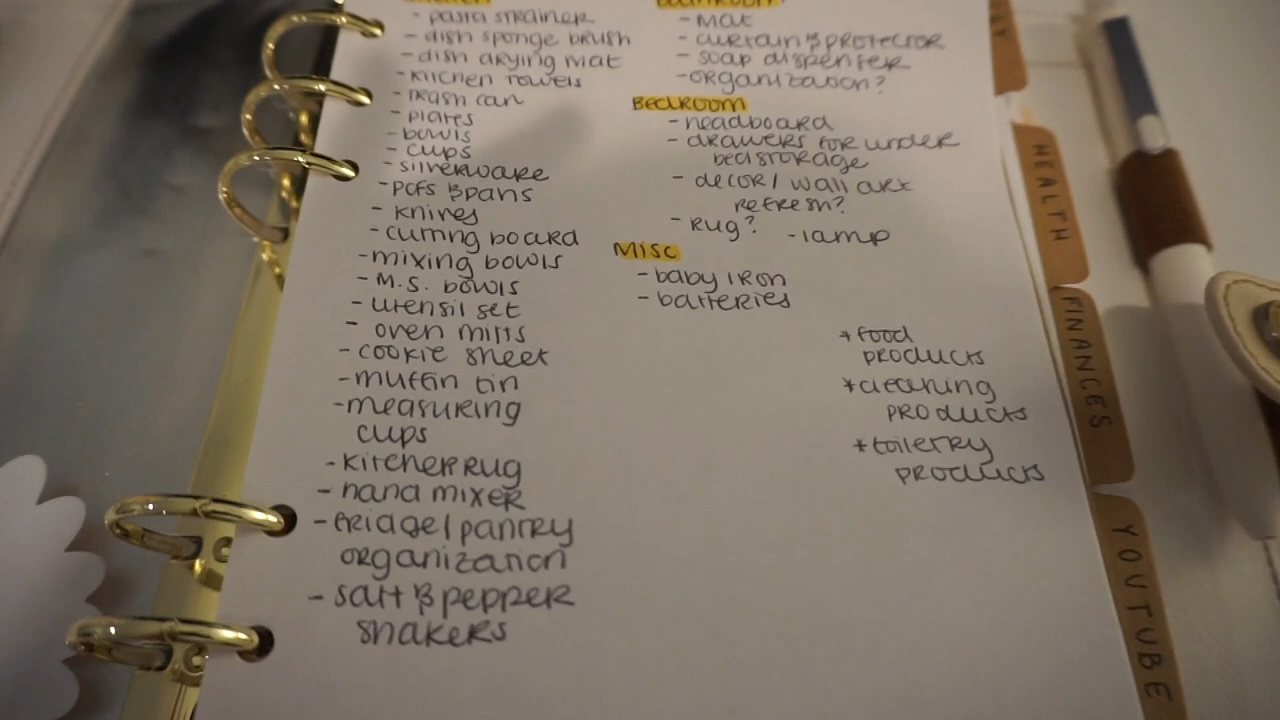 - pasta strainer
- dish sponge brush
- dish drying mat
- kitchen towels
- trash can
- plates
- bowls
- cups
- silverware
- pots & pans
- knives
- cutting board
- mixing bowls
- M.S. bowls
- utensil set
- oven mitts
- cookie sheet
- muffin tin
- measuring
cups
- kitchen rug
- hand mixer
- fridge/pantry
organization
- salt & pepper
shakers
- mat
- curtain & protector
- soap dispenser
- organization?
Bedroom
- headboard
- drawers for under
bed storage
- decor/wall art
refresh?
- rug? - lamp
Misc
- baby iron
- batteries
* food
products
* cleaning
products
* toiletry
products
HEALTH
FINANCES
YOUTUBE